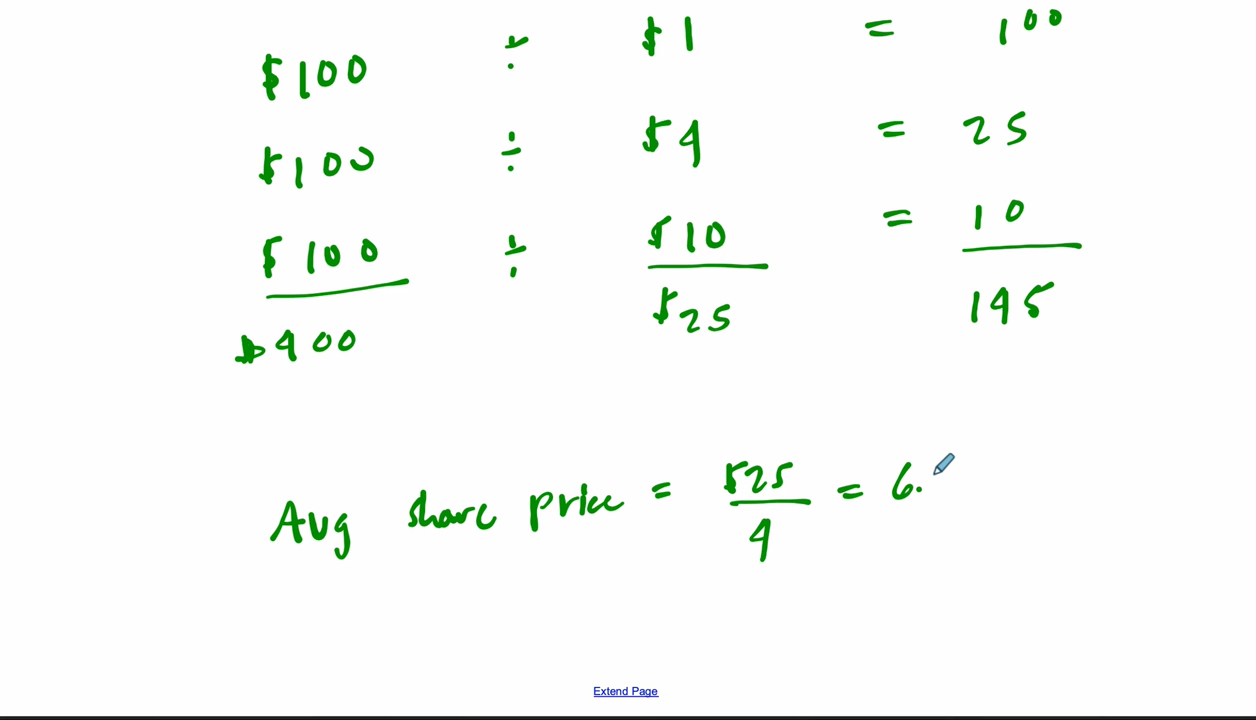 $100 ÷ $1 = 100
$100 ÷ $4 = 25
$100 ÷ $10 = 10
$400 $25 145
Avg share price = $25/4 = 6.
Extend Page